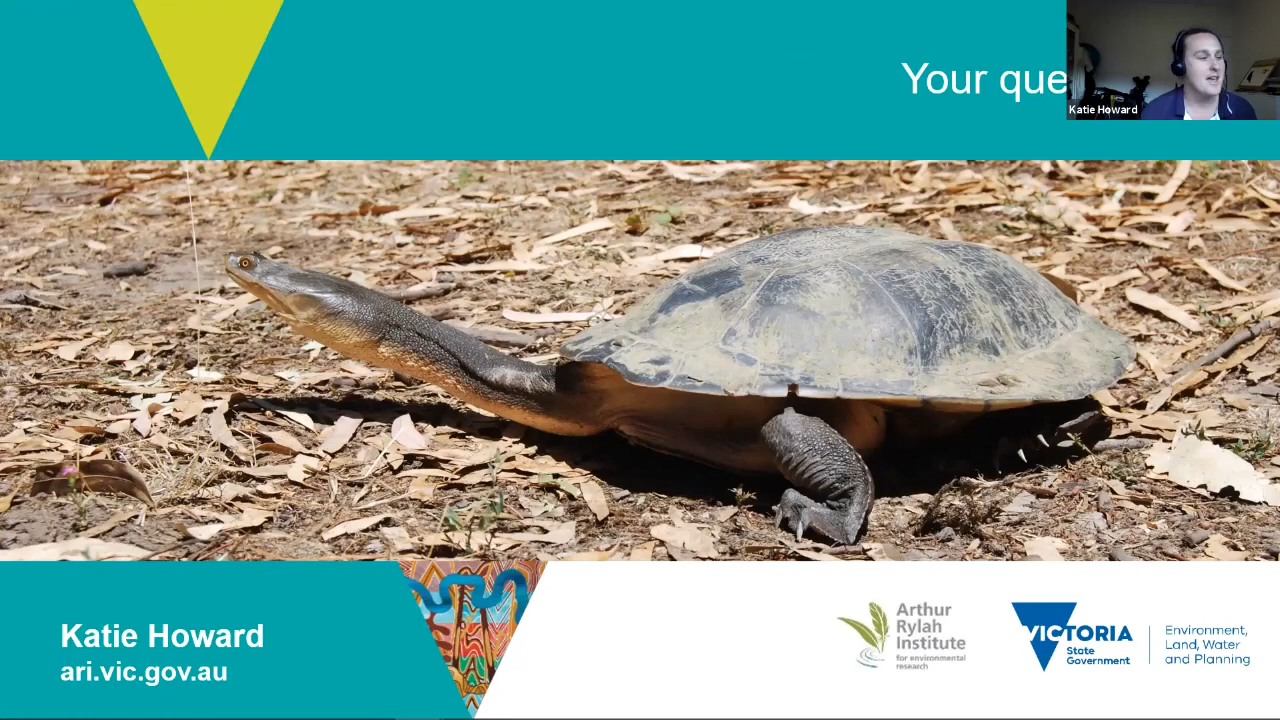 Your que
Katie Howard
Katie Howard
ari.vic.gov.au
Arthur
Rylah
Institute
for environmental
research
VICTORIA
State
Government
Environment,
Land, Water
and Planning